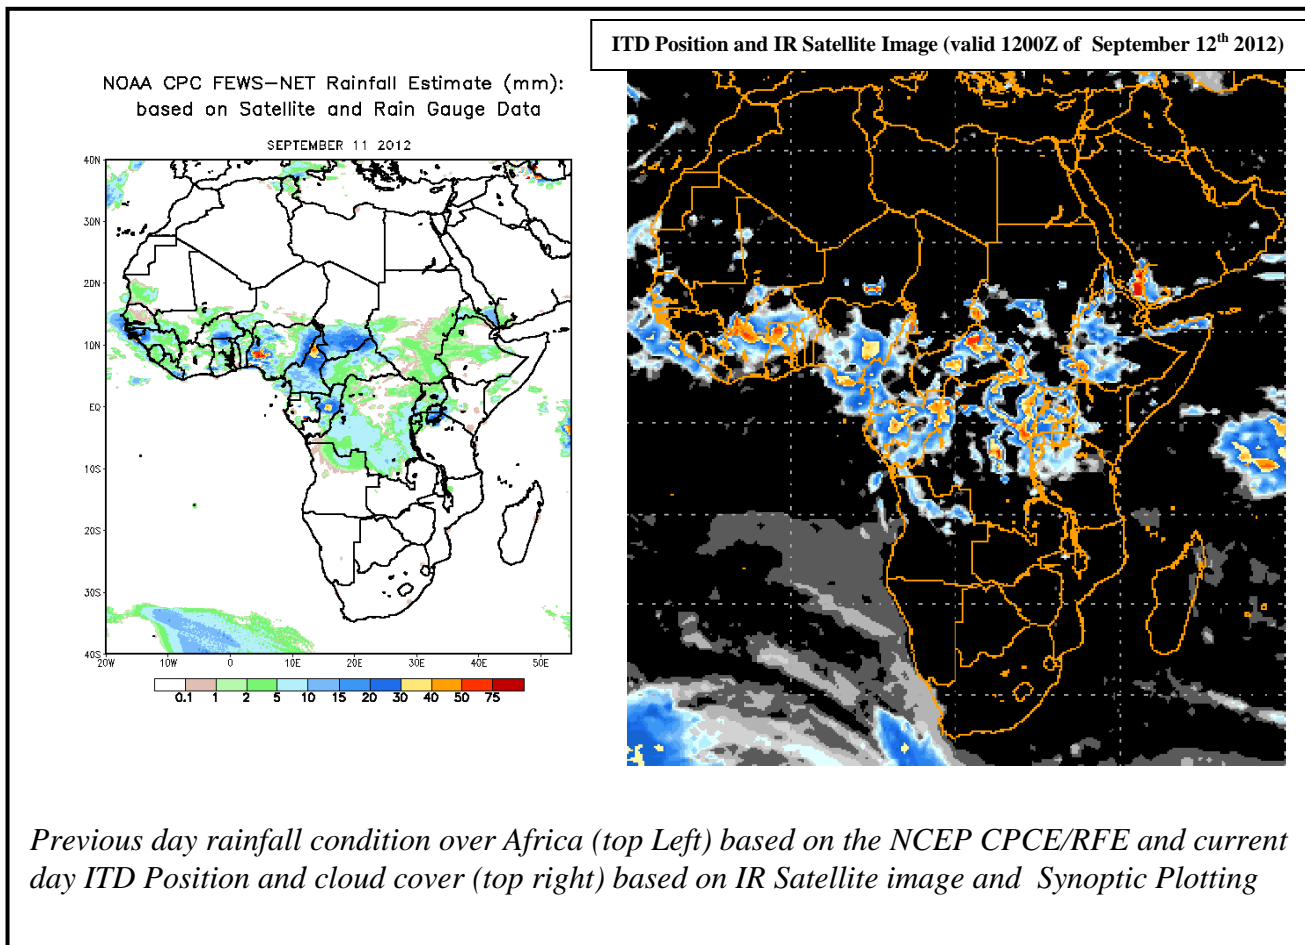 ITD Position and IR Satellite Image (valid 1200Z of September 12th 2012)
NOAA CPC FEWS-NET Rainfall Estimate (mm):
based on Satellite and Rain Gauge Data
SEPTEMBER 11 2012
40N
30N
20N
10N
EQ
10S
20S
30S
40S
20W 10W 0 10E 20E 30E 40E 50E
0.1 1 2 5 10 15 20 30 40 50 75
Previous day rainfall condition over Africa (top Left) based on the NCEP CPCE/RFE and current
day ITD Position and cloud cover (top right) based on IR Satellite image and Synoptic Plotting